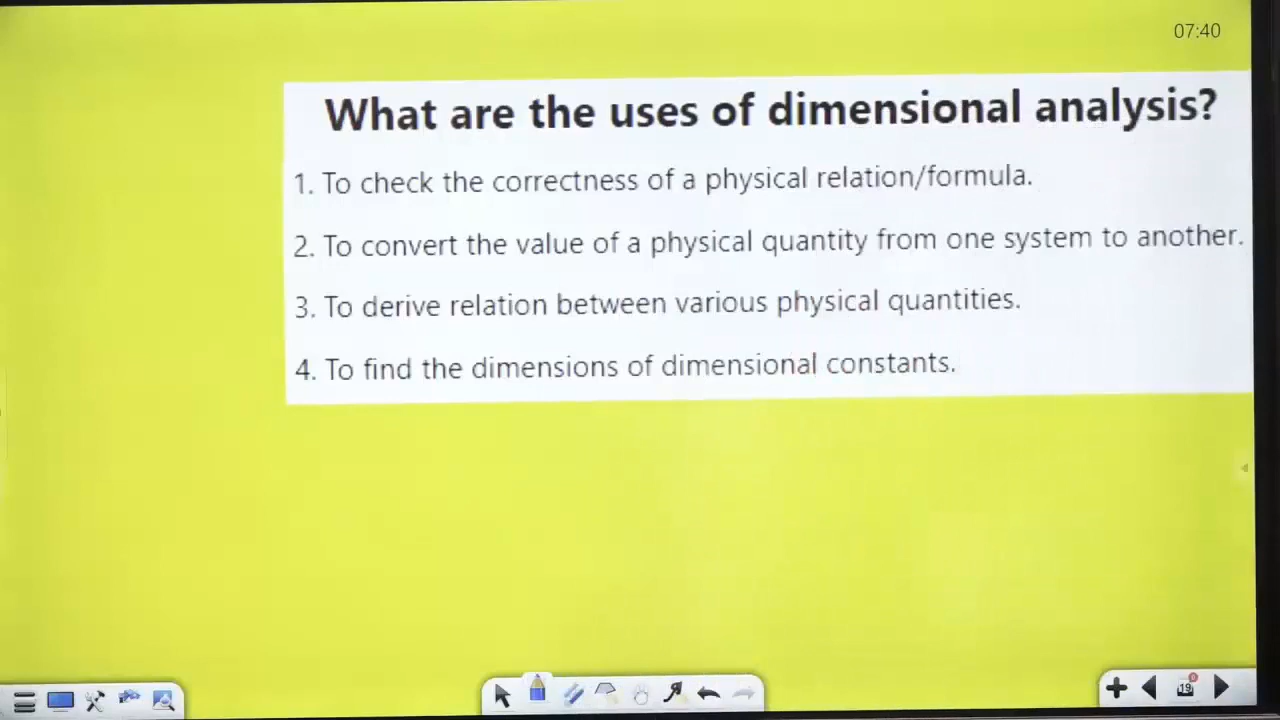 07:40
What are the uses of dimensional analysis?
1. To check the correctness of a physical relation/formula.
2. To convert the value of a physical quantity from one system to another.
3. To derive relation between various physical quantities.
4. To find the dimensions of dimensional constants.
19
0